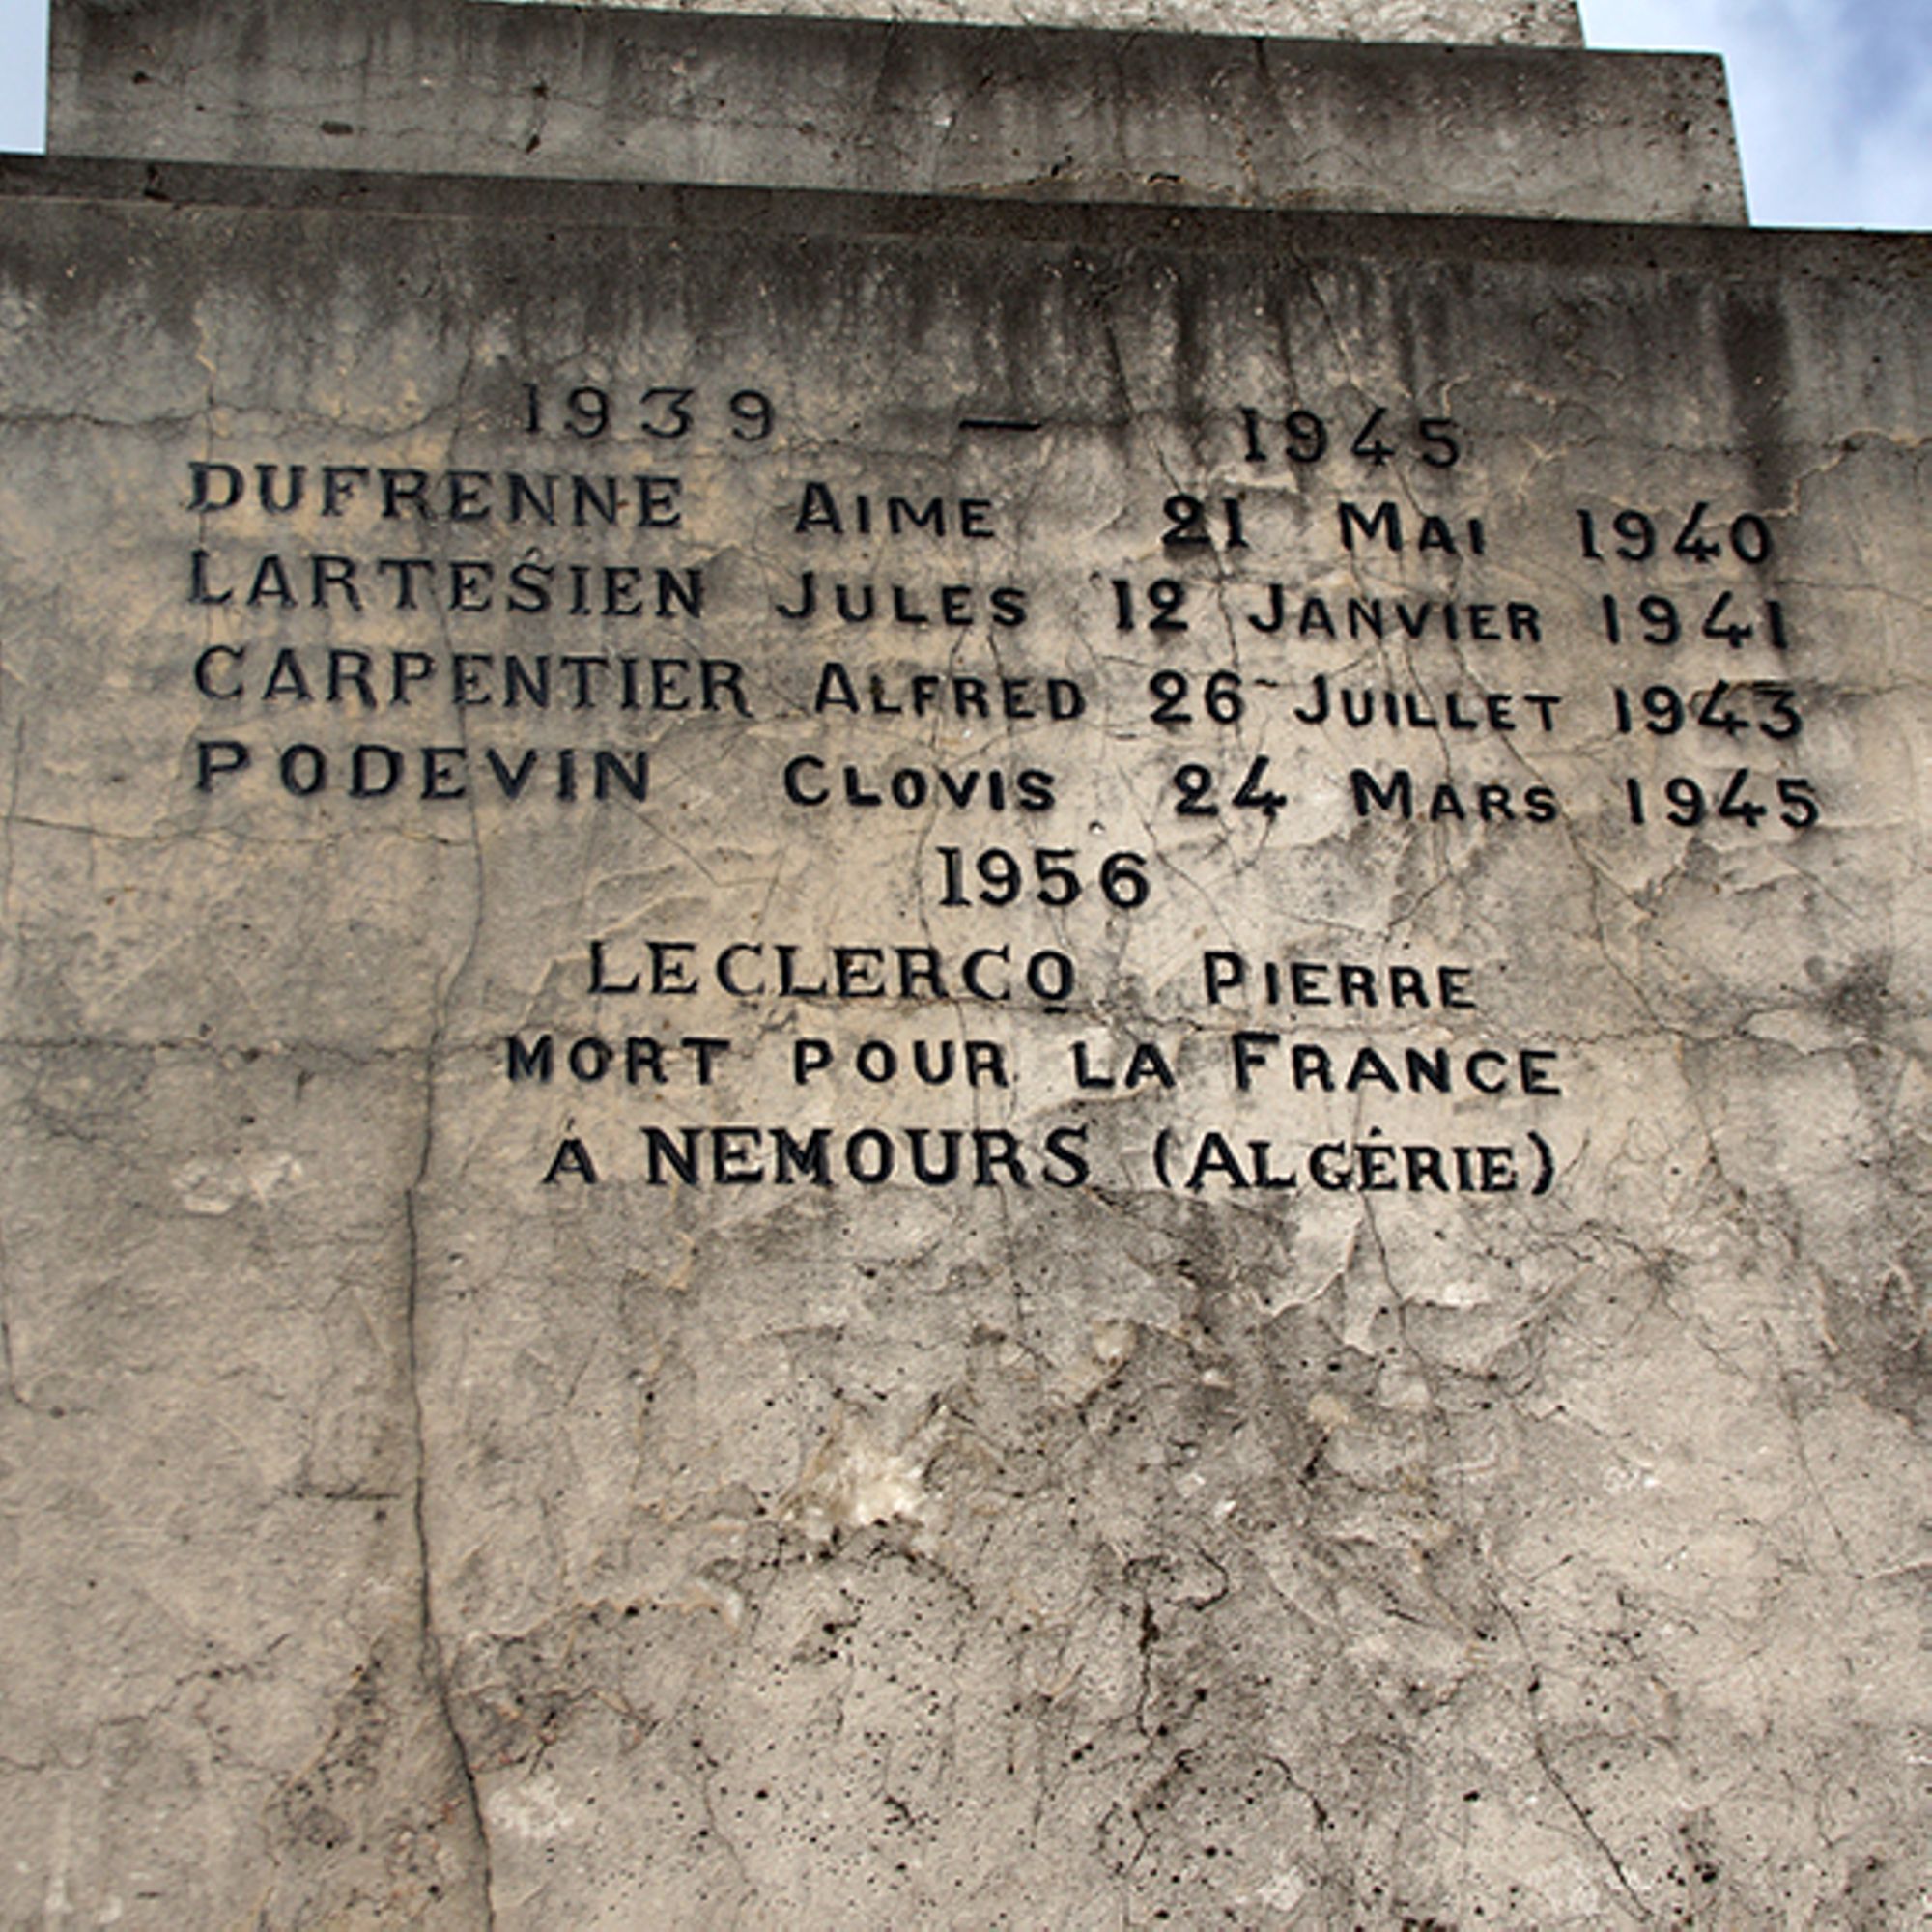 1939 — 1945
DUFRENNE AIME 21 MAI 1940
LARTÉSIEN JULES 12 JANVIER 1941
CARPENTIER ALFRED 26 JUILLET 1943
PODEVIN CLOVIS 24 MARS 1945
1956
LECLERCQ PIERRE
MORT POUR LA FRANCE
À NEMOURS (ALGÉRIE)